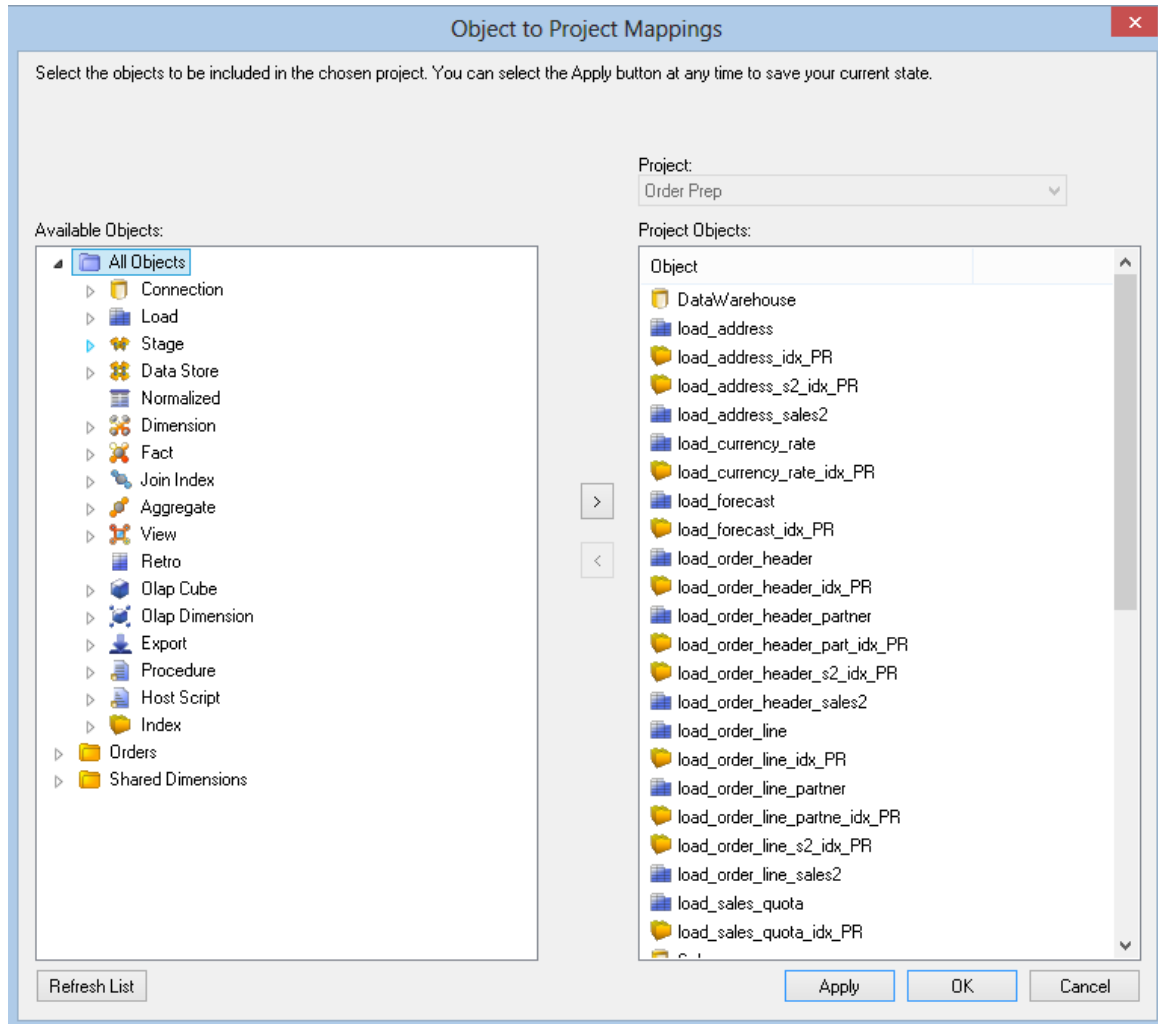 Object to Project Mappings
Select the objects to be included in the chosen project. You can select the Apply button at any time to save your current state.
Project:
Order Prep
Available Objects:
All Objects
Connection
Load
Stage
Data Store
Normalized
Dimension
Fact
Join Index
Aggregate
View
Retro
Olap Cube
Olap Dimension
Export
Procedure
Host Script
Index
Orders
Shared Dimensions
>
<
Project Objects:
Object
DataWarehouse
load_address
load_address_idx_PR
load_address_s2_idx_PR
load_address_sales2
load_currency_rate
load_currency_rate_idx_PR
load_forecast
load_forecast_idx_PR
load_order_header
load_order_header_idx_PR
load_order_header_partner
load_order_header_part_idx_PR
load_order_header_s2_idx_PR
load_order_header_sales2
load_order_line
load_order_line_idx_PR
load_order_line_partner
load_order_line_partne_idx_PR
load_order_line_s2_idx_PR
load_order_line_sales2
load_sales_quota
load_sales_quota_idx_PR
Refresh List
Apply
OK
Cancel